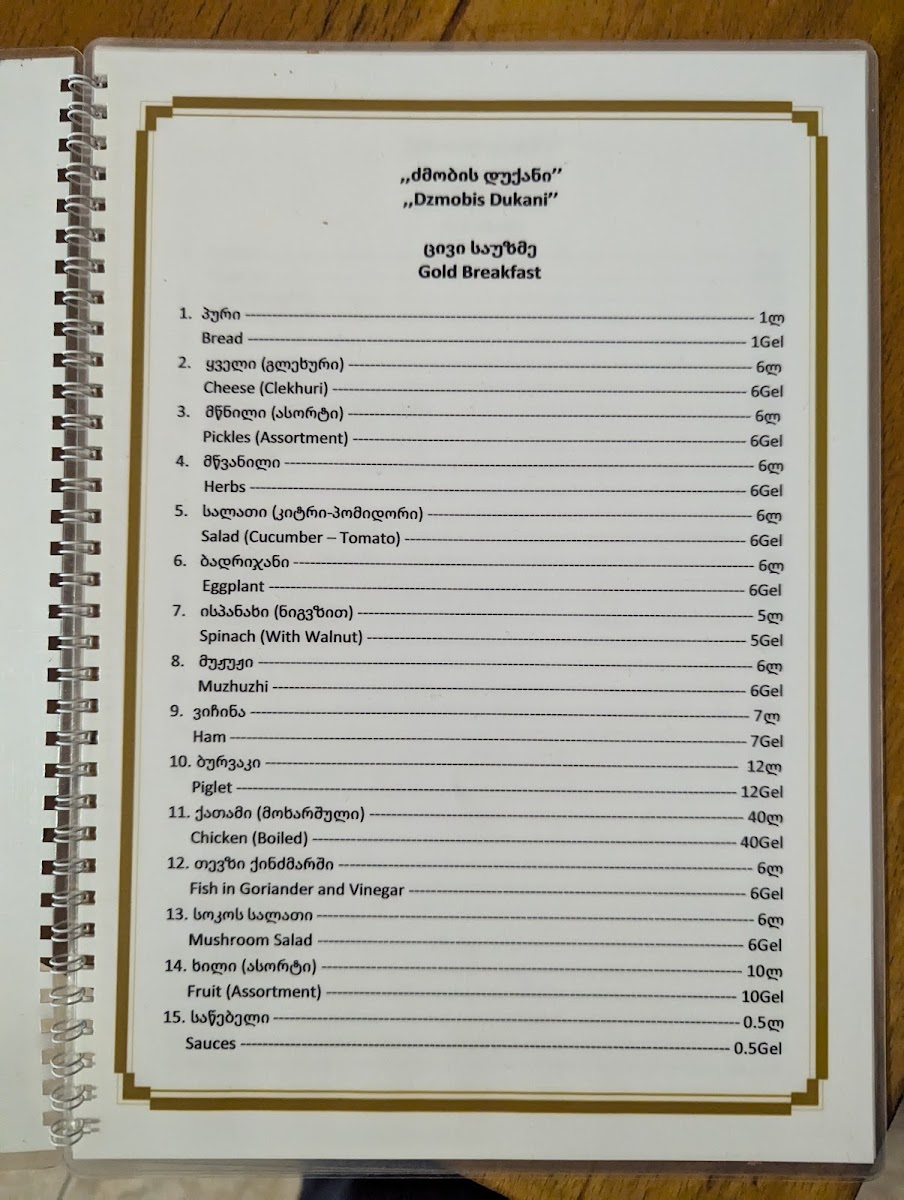 „ძმობის დუქანი”
„Dzmobis Dukani”
ცივი საუზმე
Gold Breakfast
1. პური ------------------------------------------------ 1ლ
Bread ------------------------------------------------ 1Gel
2. ყველი (გლეხური) ------------------------------------------------ 6ლ
Cheese (Clekhuri) ------------------------------------------------ 6Gel
3. მწნილი (ასორტი) ------------------------------------------------ 6ლ
Pickles (Assortment) ------------------------------------------------ 6Gel
4. მწვანილი ------------------------------------------------ 6ლ
Herbs ------------------------------------------------ 6Gel
5. სალათი (კიტრი-პომიდორი) ------------------------------------------------ 6ლ
Salad (Cucumber – Tomato) ------------------------------------------------ 6Gel
6. ბადრიჯანი ------------------------------------------------ 6ლ
Eggplant ------------------------------------------------ 6Gel
7. ისპანახი (ნიგვზით) ------------------------------------------------ 5ლ
Spinach (With Walnut) ------------------------------------------------ 5Gel
8. მუჟუჟი ------------------------------------------------ 6ლ
Muzhuzhi ------------------------------------------------ 6Gel
9. ვიჩინა ------------------------------------------------ 7ლ
Ham ------------------------------------------------ 7Gel
10. ბურვაკი ------------------------------------------------ 12ლ
Piglet ------------------------------------------------ 12Gel
11. ქათამი (მოხარშული) ------------------------------------------------ 40ლ
Chicken (Boiled) ------------------------------------------------ 40Gel
12. თევზი ქინძმარში ------------------------------------------------ 6ლ
Fish in Goriander and Vinegar ------------------------------------------------ 6Gel
13. სოკოს სალათი ------------------------------------------------ 6ლ
Mushroom Salad ------------------------------------------------ 6Gel
14. ხილი (ასორტი) ------------------------------------------------ 10ლ
Fruit (Assortment) ------------------------------------------------ 10Gel
15. საწებელი ------------------------------------------------ 0.5ლ
Sauces ------------------------------------------------ 0.5Gel